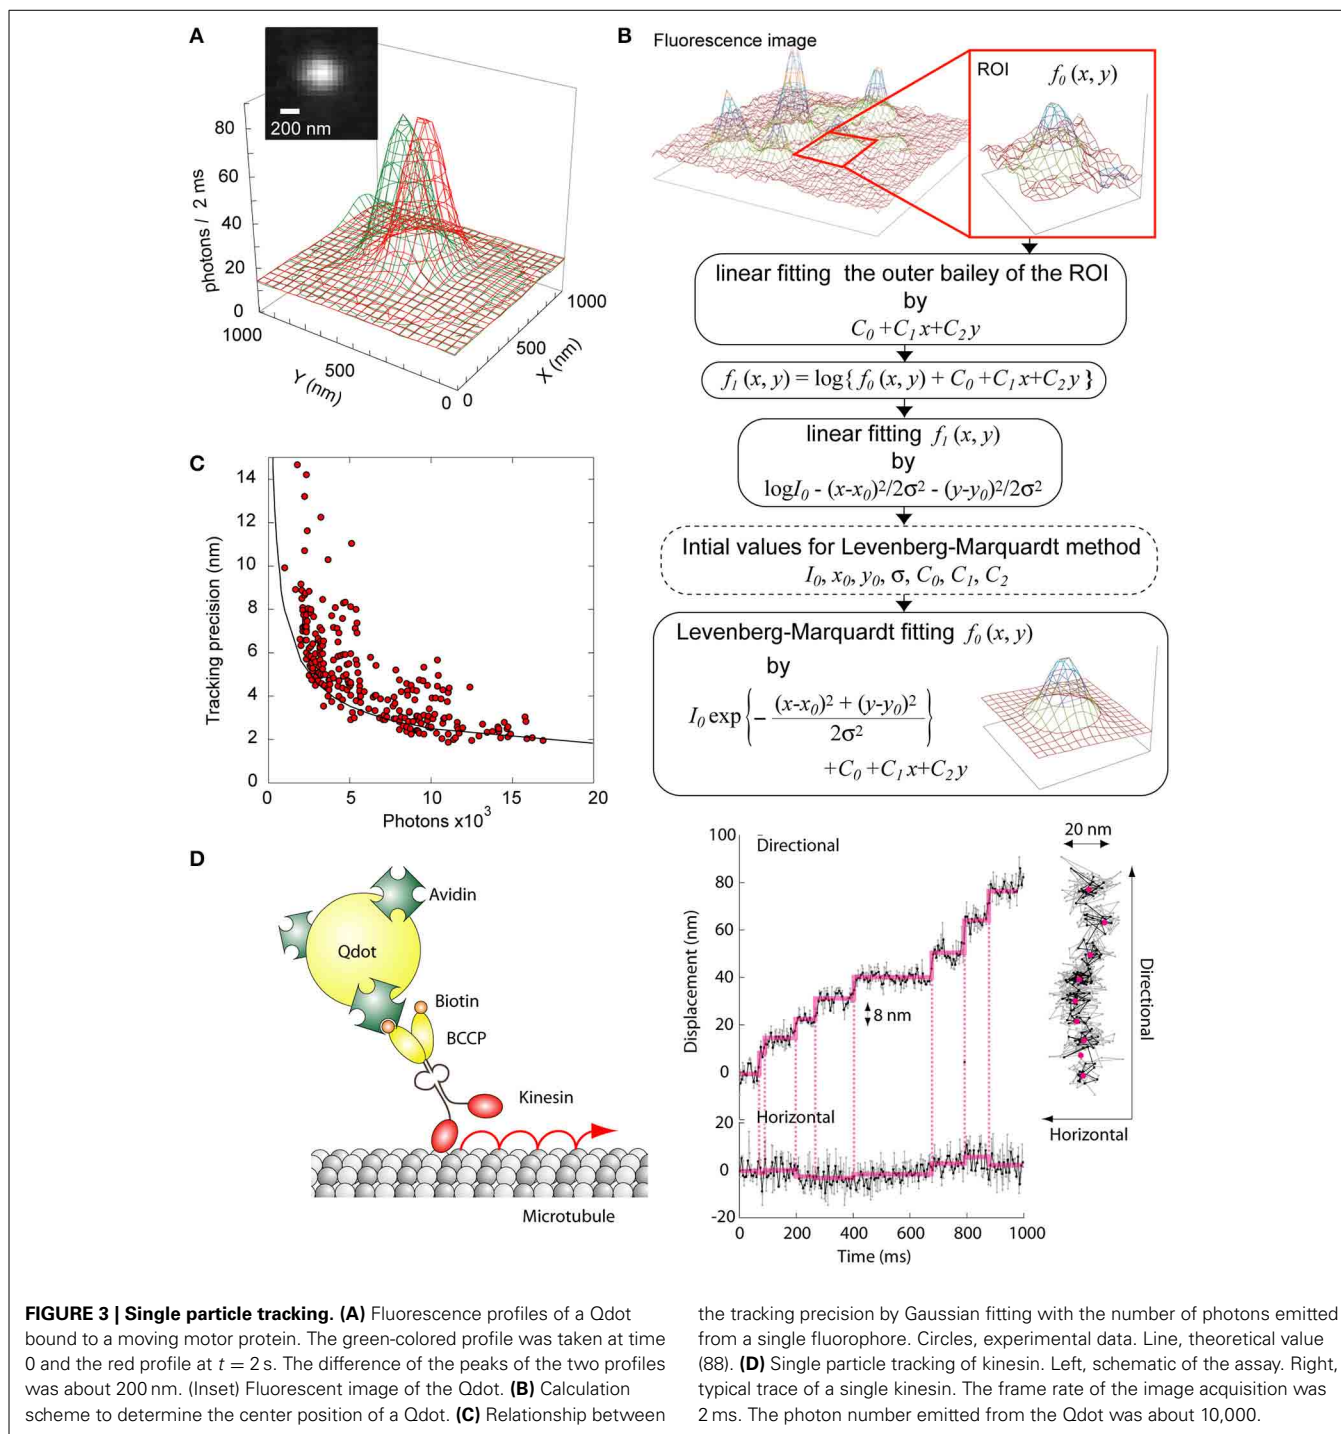 A
200 nm
80
60
40
20
0
photons / 2 ms
1000
500
0
Y (nm)
0
500
1000
X (nm)
B
Fluorescence image
ROI
f₀ (x, y)
linear fitting the outer bailey of the ROI
by
C₀ +C₁ x+C₂ y
f₁ (x, y) = log{ f₀ (x, y) + C₀ +C₁ x+C₂ y }
linear fitting f₁ (x, y)
by
logI₀ - (x-x₀)²/2σ² - (y-y₀)²/2σ²
Intial values for Levenberg-Marquardt method
I₀, x₀, y₀, σ, C₀, C₁, C₂
Levenberg-Marquardt fitting f₀ (x, y)
by
I₀ exp{- (x-x₀)² + (y-y₀)² / 2σ²}
+C₀ +C₁ x+C₂ y
C
14
12
10
8
6
4
2
0
Tracking precision (nm)
0 5 10 15 20
Photons x10³
D
Avidin
Qdot
Biotin
BCCP
Kinesin
Microtubule
100
80
60
40
20
0
Displacement (nm)
Directional
8 nm
Horizontal
20
0
-20
0 200 400 600 800 1000
Time (ms)
20 nm
Directional
Horizontal
FIGURE 3 | Single particle tracking. (A) Fluorescence profiles of a Qdot
bound to a moving motor protein. The green-colored profile was taken at time
0 and the red profile at t = 2 s. The difference of the peaks of the two profiles
was about 200 nm. (Inset) Fluorescent image of the Qdot. (B) Calculation
scheme to determine the center position of a Qdot. (C) Relationship between
the tracking precision by Gaussian fitting with the number of photons emitted
from a single fluorophore. Circles, experimental data. Line, theoretical value
(88). (D) Single particle tracking of kinesin. Left, schematic of the assay. Right,
typical trace of a single kinesin. The frame rate of the image acquisition was
2 ms. The photon number emitted from the Qdot was about 10,000.